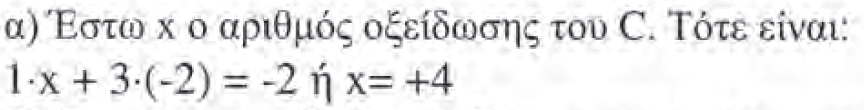 α) Έστω x ο αριθμός οξείδωσης του C. Τότε είναι:
1·x + 3·(-2) = -2 ή x= +4